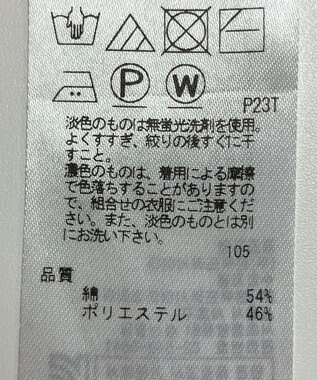 P W
P23T
淡色のものは無蛍光洗剤を使用。
よくすすぎ、絞りの後すぐに干
すこと。
濃色のものは、着用による摩擦
で色落ちすることがありますの
で、組合せの衣服にご注意くだ
さい。また、淡色のものとは別
にお洗い下さい。
105
品質
綿 54%
ポリエステル 46%